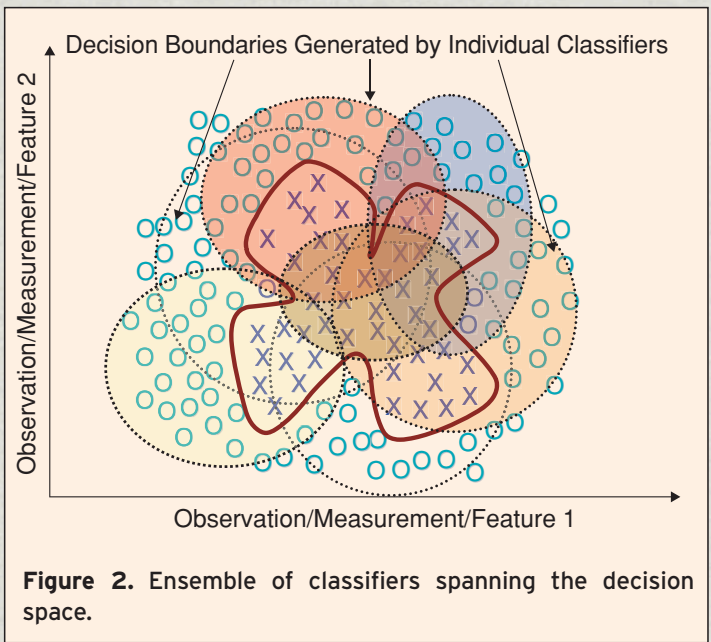 Decision Boundaries Generated by Individual Classifiers
Observation/Measurement/Feature 2
Observation/Measurement/Feature 1
Figure 2. Ensemble of classifiers spanning the decision
space.